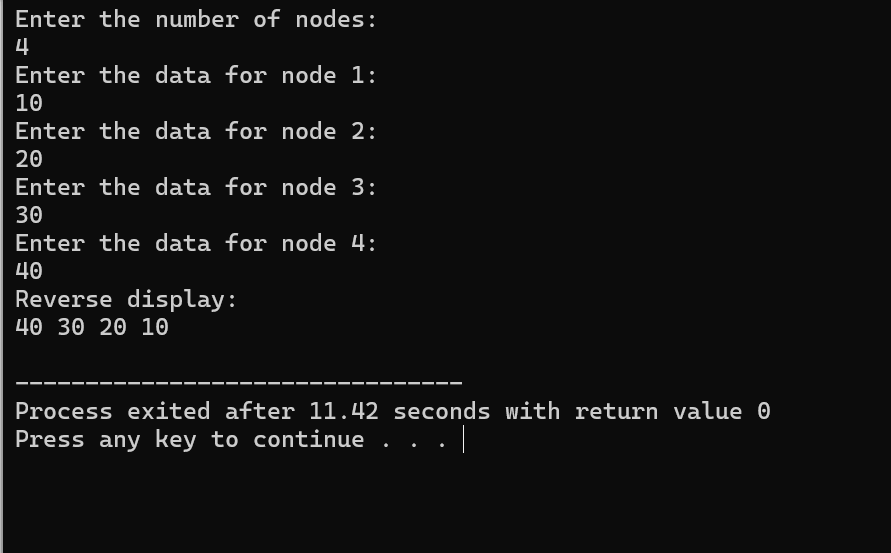 Enter the number of nodes:
4
Enter the data for node 1:
10
Enter the data for node 2:
20
Enter the data for node 3:
30
Enter the data for node 4:
40
Reverse display:
40 30 20 10
--------------------------------
Process exited after 11.42 seconds with return value 0
Press any key to continue . . .